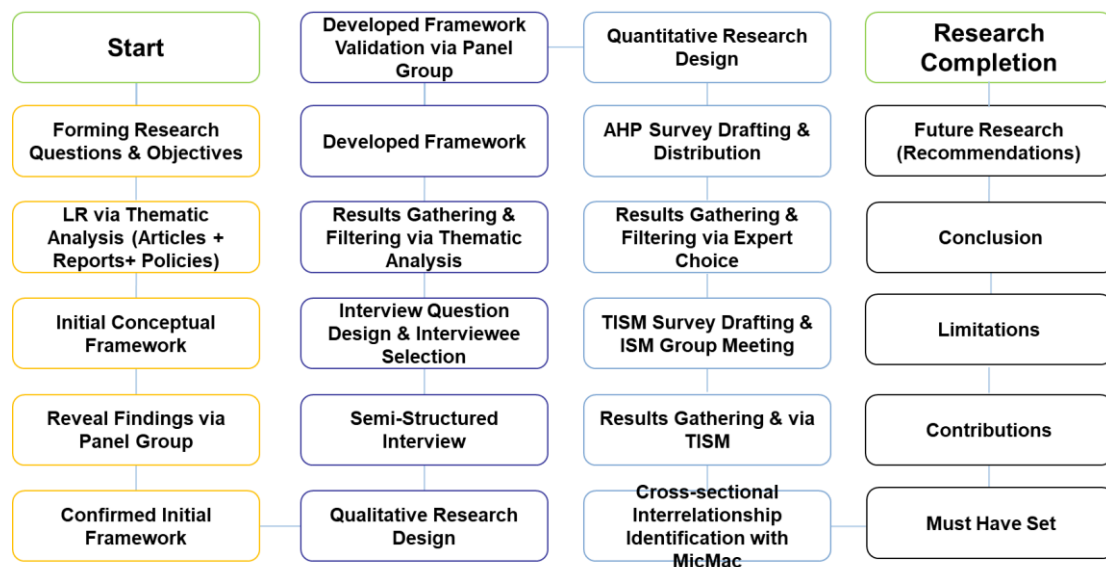 Start
Forming Research
Questions & Objectives
LR via Thematic
Analysis (Articles +
Reports+ Policies)
Initial Conceptual
Framework
Reveal Findings via
Panel Group
Confirmed Initial
Framework
Developed Framework
Validation via Panel
Group
Developed Framework
Results Gathering &
Filtering via Thematic
Analysis
Interview Question
Design & Interviewee
Selection
Semi-Structured
Interview
Qualitative Research
Design
Quantitative Research
Design
AHP Survey Drafting &
Distribution
Results Gathering &
Filtering via Expert
Choice
TISM Survey Drafting &
ISM Group Meeting
Results Gathering & via
TISM
Cross-sectional
Interrelationship
Identification with
MicMac
Research
Completion
Future Research
(Recommendations)
Conclusion
Limitations
Contributions
Must Have Set